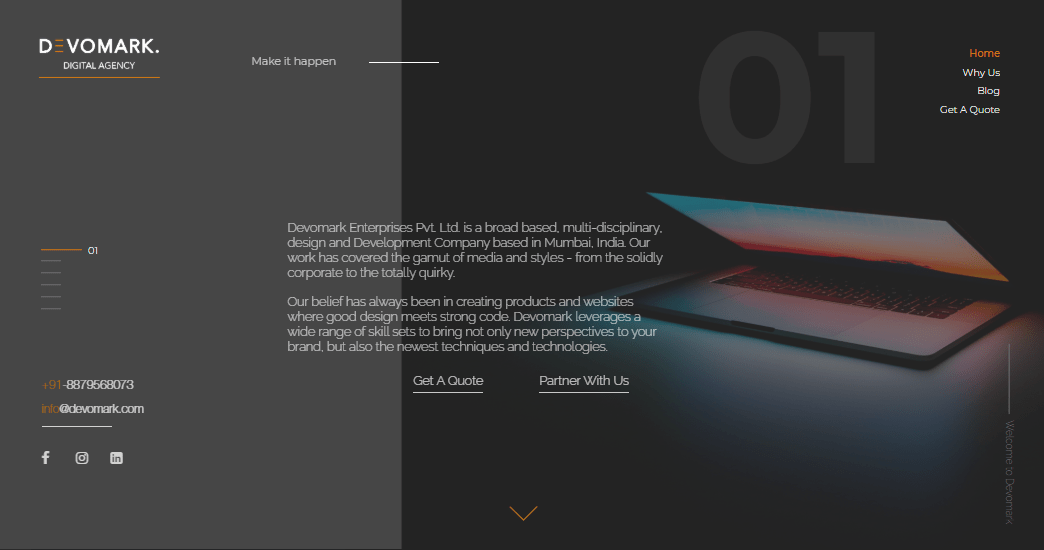 DEVOMARK.
DIGITAL AGENCY
Make it happen
01
Home
Why Us
Blog
Get A Quote
01
Devomark Enterprises Pvt. Ltd. is a broad based, multi-disciplinary,
design and Development Company based in Mumbai, India. Our
work has covered the gamut of media and styles - from the solidly
corporate to the totally quirky.
Our belief has always been in creating products and websites
where good design meets strong code. Devomark leverages a
wide range of skill sets to bring not only new perspectives to your
brand, but also the newest techniques and technologies.
Get A Quote
Partner With Us
+91-8879568073
info@devomark.com
Welcome to Devomark